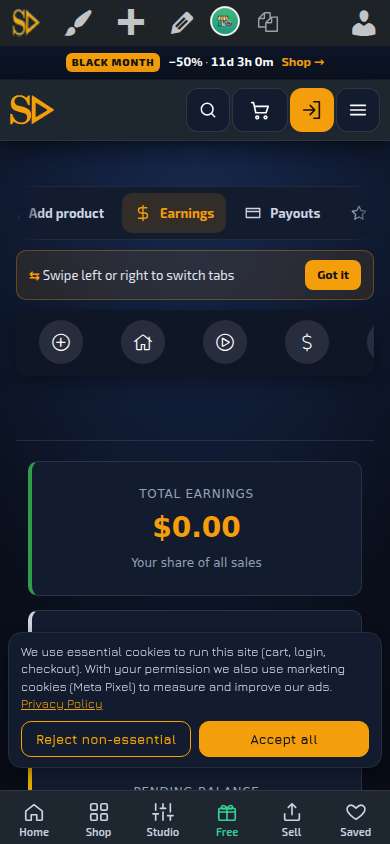 BLACK MONTH −50% · 11d 3h 0m Shop →
S
Add product Earnings Payouts
⇆ Swipe left or right to switch tabs Got it
TOTAL EARNINGS
$0.00
Your share of all sales
We use essential cookies to run this site (cart, login,
checkout). With your permission we also use marketing
cookies (Meta Pixel) to measure and improve our ads.
Privacy Policy
Reject non-essential Accept all
PENDING BALANCE
Home Shop Studio Free Sell Saved